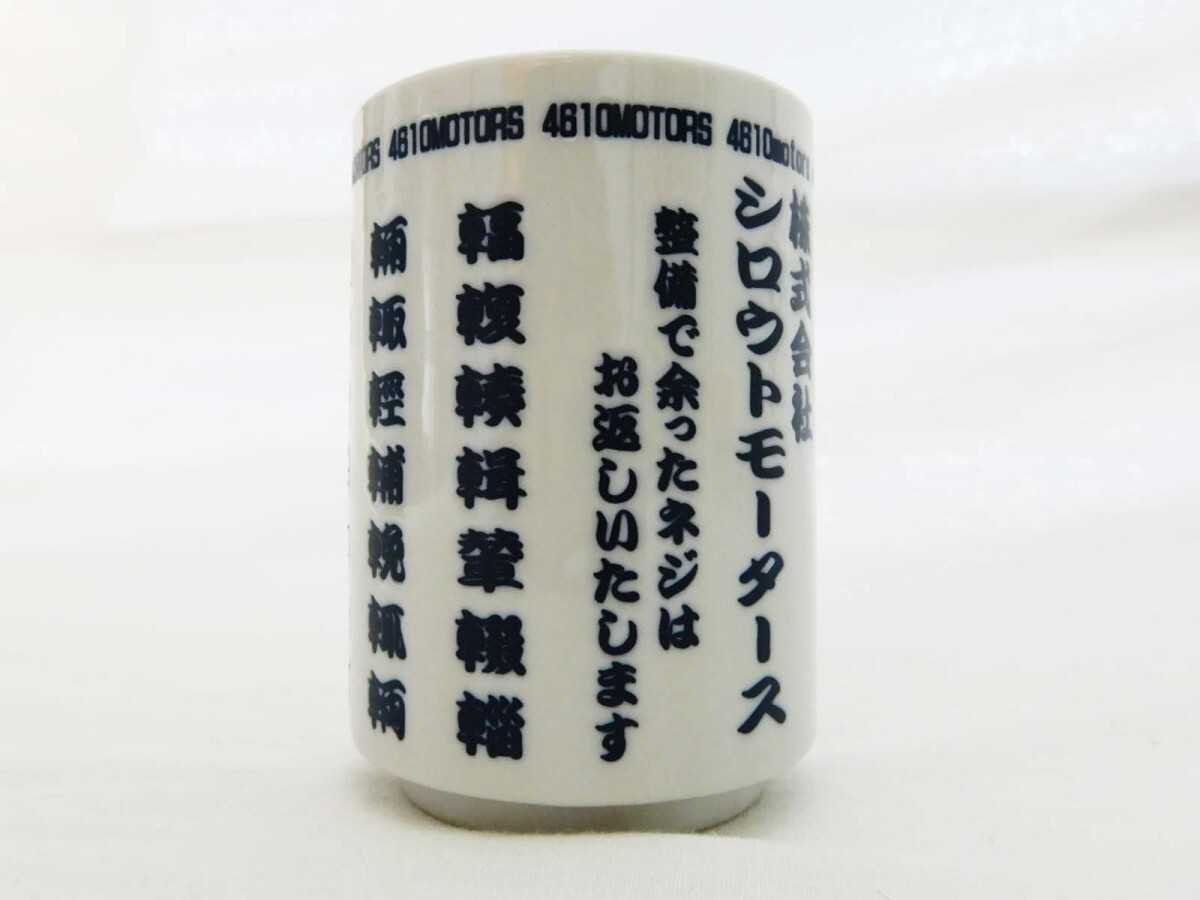 4610MOTORS 4610MOTORS 4610motors
株式会社
シロウトモータース
整備で余ったネジは
お返しいたします
輻輹輳輯輦輟輜
輛輙輕輔輓輒輌